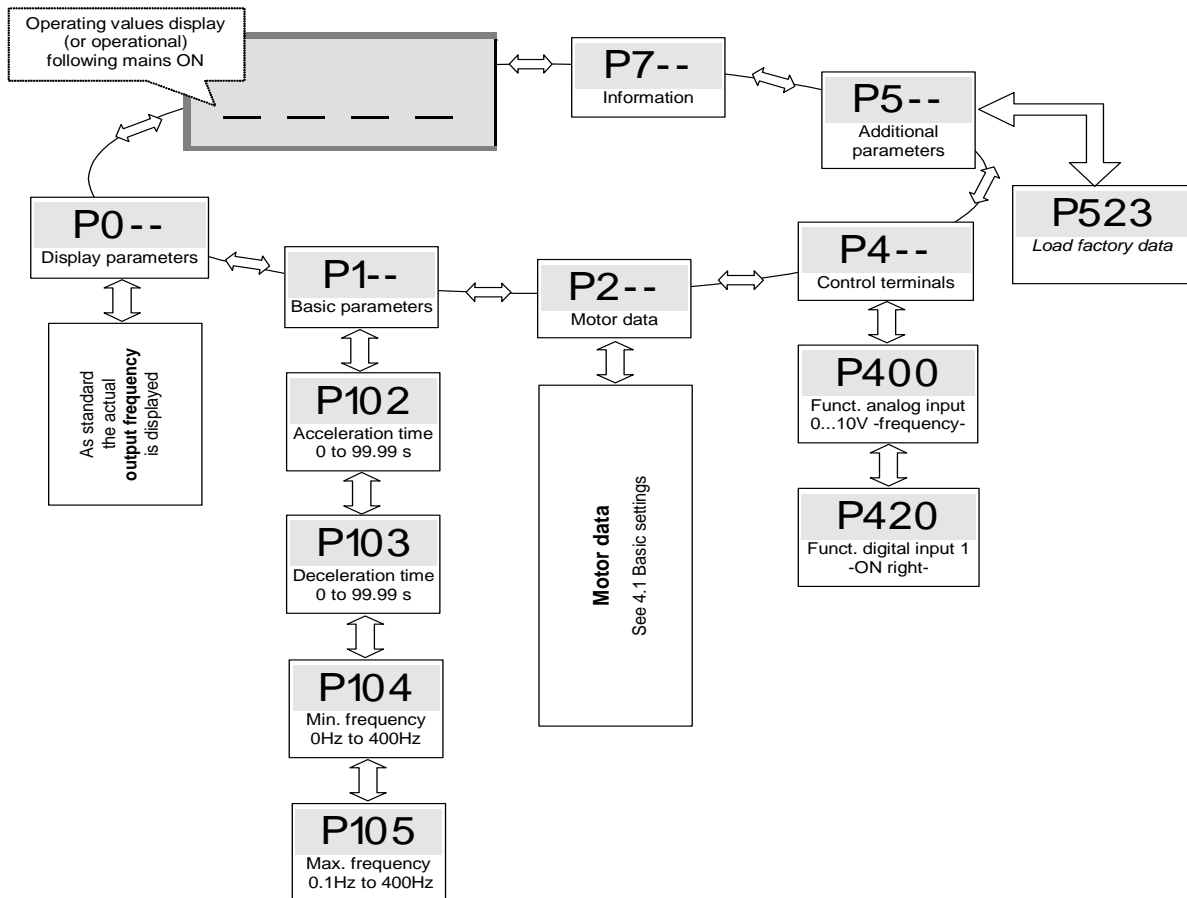 Operating values display
(or operational)
following mains ON
_ _ _ _
P7--
Information
P5--
Additional
parameters
P523
Load factory data
P0--
Display parameters
As standard
the actual
output frequency
is displayed
P1--
Basic parameters
P102
Acceleration time
0 to 99.99 s
P103
Deceleration time
0 to 99.99 s
P104
Min. frequency
0Hz to 400Hz
P105
Max. frequency
0.1Hz to 400Hz
P2--
Motor data
Motor data
See 4.1 Basic settings
P4--
Control terminals
P400
Funct. analog input
0...10V -frequency-
P420
Funct. digital input 1
-ON right-